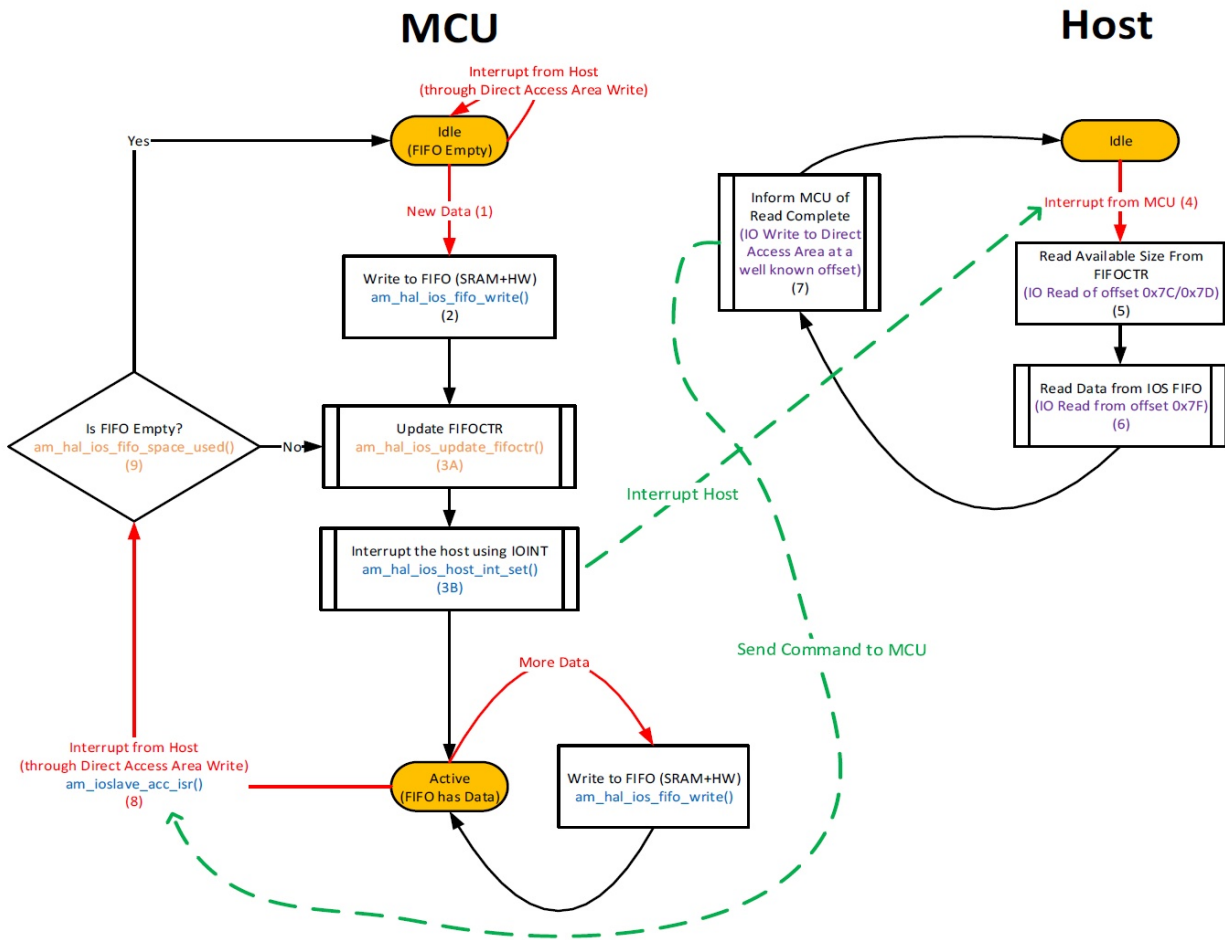 MCU
Host
Interrupt from Host
(through Direct Access Area Write)
Idle
(FIFO Empty)
Yes
New Data (1)
Write to FIFO (SRAM+HW)
am_hal_ios_fifo_write()
(2)
Is FIFO Empty?
am_hal_ios_fifo_space_used()
(9)
No
Update FIFOCTR
am_hal_ios_update_fifoctr()
(3A)
Interrupt the host using IOINT
am_hal_ios_host_int_set()
(3B)
More Data
Interrupt from Host
(through Direct Access Area Write)
am_ioslave_acc_isr()
(8)
Active
(FIFO has Data)
Write to FIFO (SRAM+HW)
am_hal_ios_fifo_write()
Interrupt Host
Send Command to MCU
Idle
Inform MCU of
Read Complete
(IO Write to Direct
Access Area at a
well known offset)
(7)
Interrupt from MCU (4)
Read Available Size From
FIFOCTR
(IO Read of offset 0x7C/0x7D)
(5)
Read Data from IOS FIFO
(IO Read from offset 0x7F)
(6)